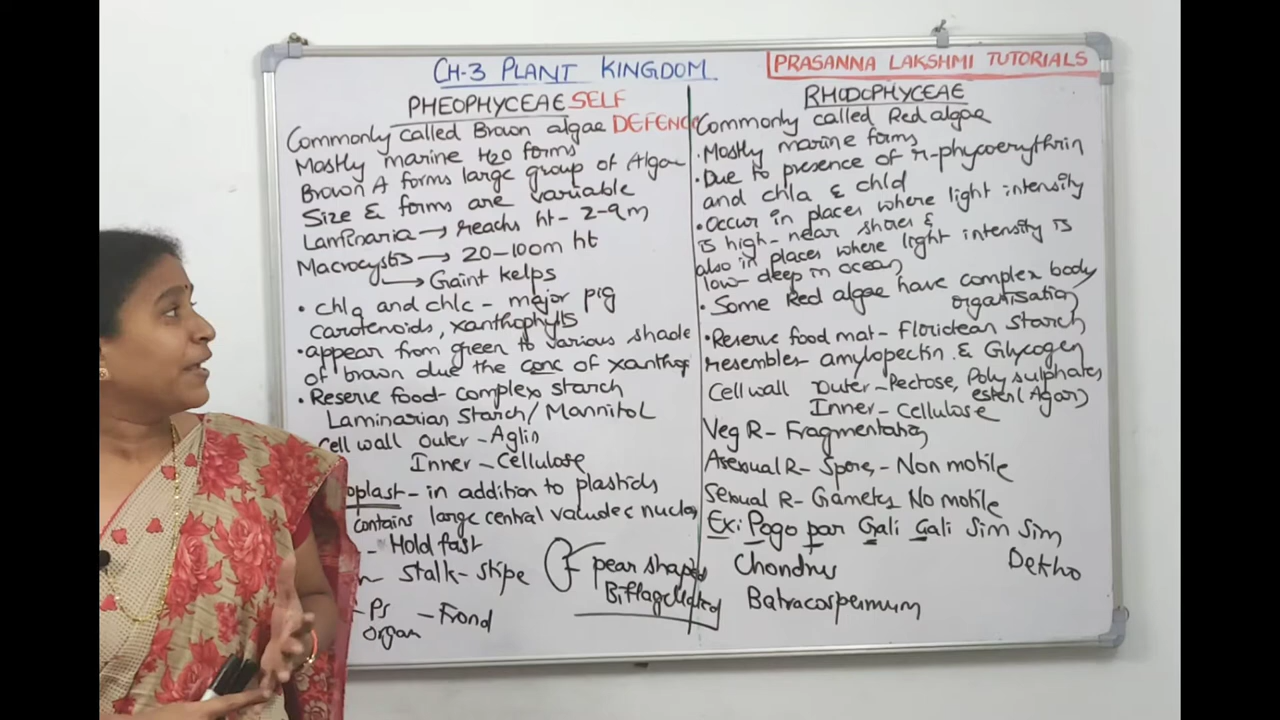 CH-3 PLANT KINGDOM
PRASANNA LAKSHMI TUTORIALS
PHEOPHYCEAE SELF
DEFENC
Commonly called Brown algae
Mostly marine H2O forms
Brown A forms large group of Algae
Size & forms are variable
Laminaria → reachs ht - 2-9m
Macrocystis → 20-100m ht
→ Gaint kelps
• chla and chlc - major pig
carotenoids, xanthophylls
• appear from green to various shade
of brown due the conc of xanthop
• Reserve food - complex starch
Laminarian Starch/Mannitol
Cell wall outer - Aglin
Inner - Cellulose
oplast - in addition to plastids
contains large central vacuole c nucleo
- Hold fast
Stalk - stipe
- Ps
organ - Frond
pear shaped
Biflagellated
RHODOPHYCEAE
Commonly called Red algae
• Mostly marine forms
• Due to presence of r-phycoerythrin
and chla & chld
• Occur in places where light intensity
is high - near shores &
also in places where light intensity is
low - deep in ocean
• Some Red algae have complex body
organisation
• Reserve food mat - Floridean Starch
resembles - amylopectin & Glycogen
Cell wall Outer - Pectose, Poly sulphates
ester (Agar)
Inner - Cellulose
Veg R - Fragmentation
Asexual R - Spore, - Non motile
Sexual R - Gametes No motile
Ex: Pogo par Gali Gali Sim Sim
Dekho
Chondrus
Batracospermum